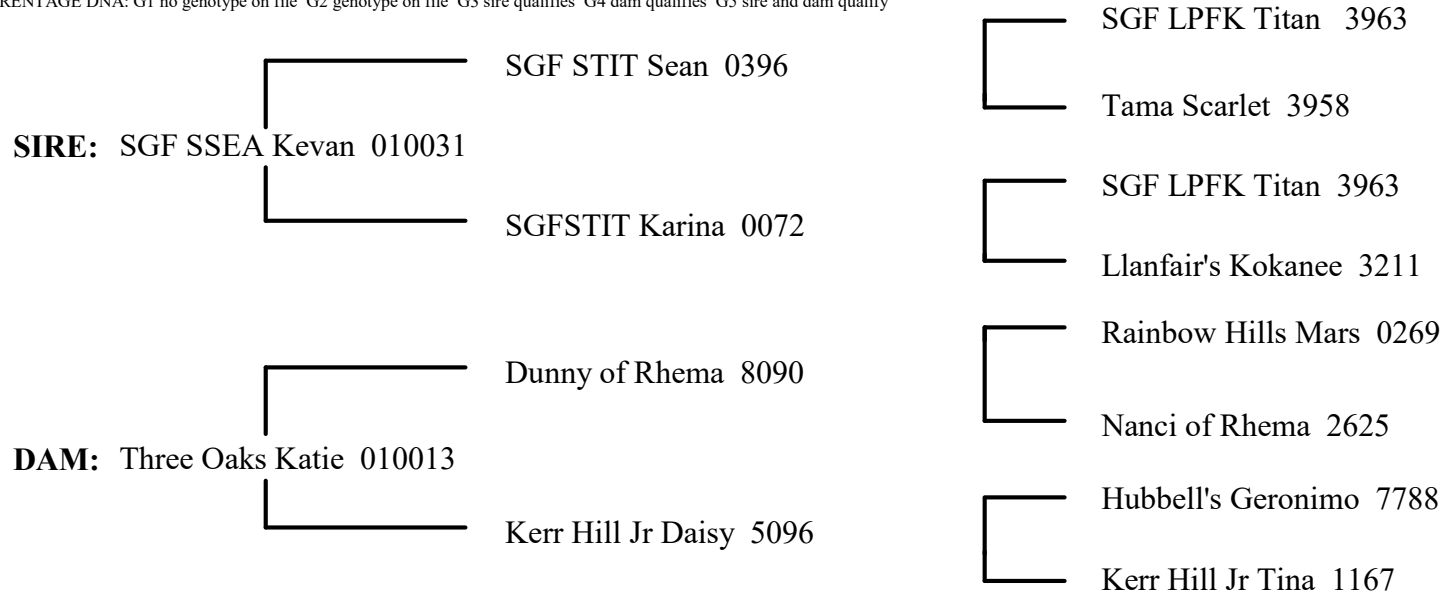 RENTAGE DNA: G1 no genotype on file G2 genotype on file G3 sire qualifies G4 dam qualifies G5 sire and dam qualify
SGF LPFK Titan 3963
SGF STIT Sean 0396
Tama Scarlet 3958
SIRE: SGF SSEA Kevan 010031
SGF LPFK Titan 3963
SGFSTIT Karina 0072
Llanfair's Kokanee 3211
Rainbow Hills Mars 0269
Dunny of Rhema 8090
Nanci of Rhema 2625
DAM: Three Oaks Katie 010013
Hubbell's Geronimo 7788
Kerr Hill Jr Daisy 5096
Kerr Hill Jr Tina 1167